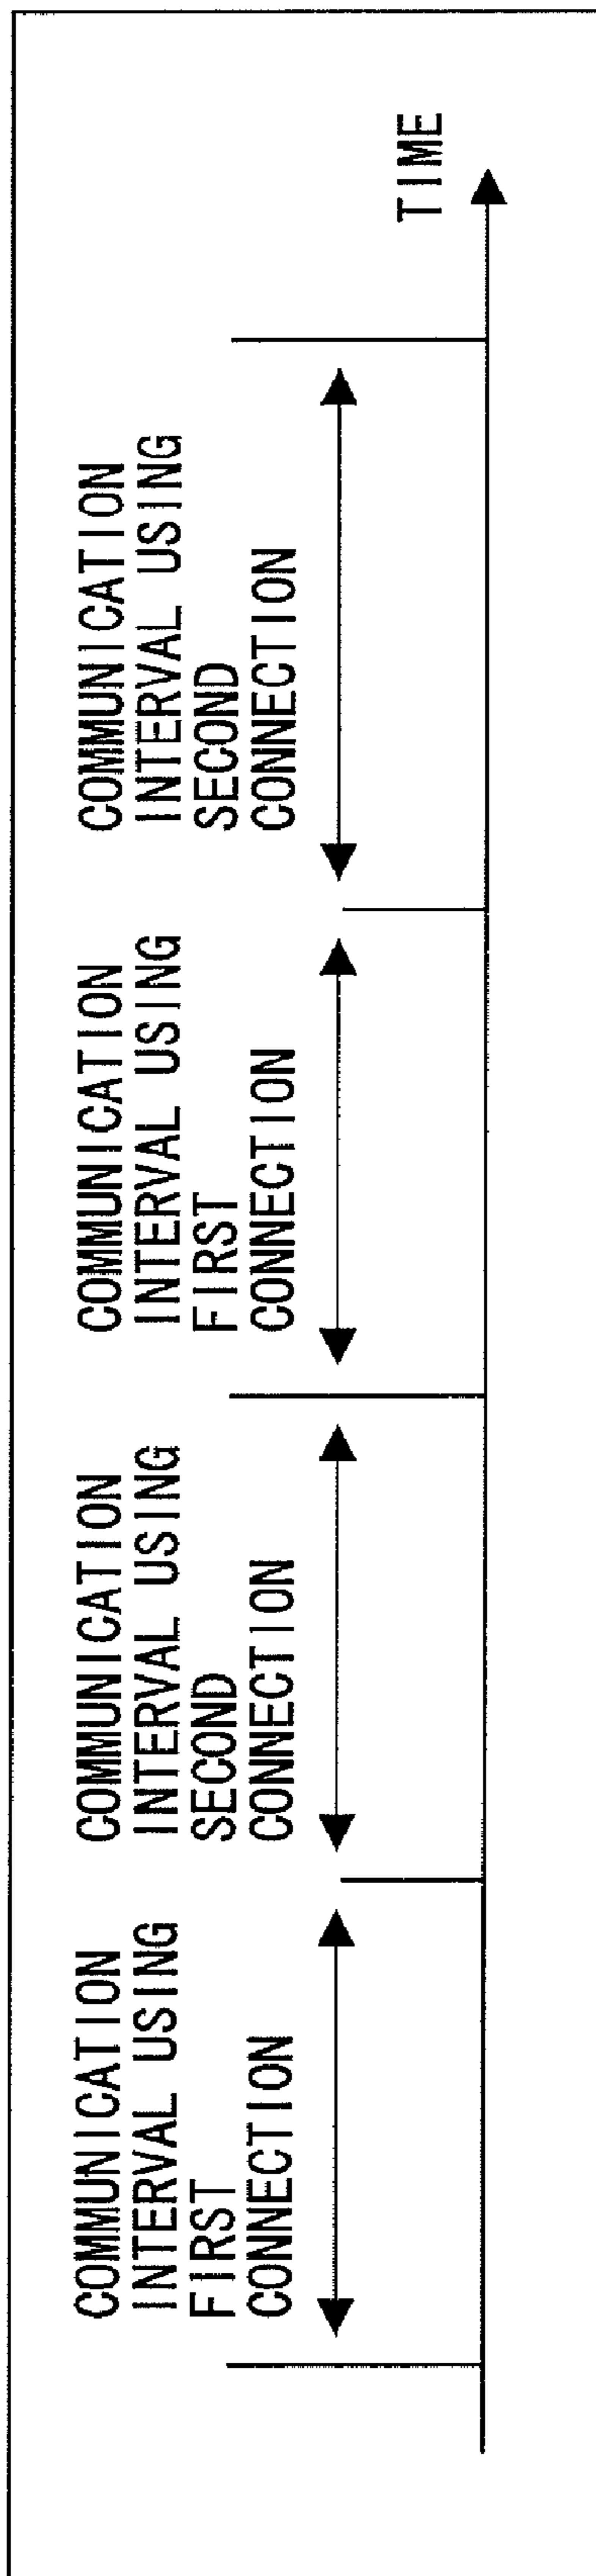 COMMUNICATION
INTERVAL USING
FIRST
CONNECTION
COMMUNICATION
INTERVAL USING
SECOND
CONNECTION
COMMUNICATION
INTERVAL USING
FIRST
CONNECTION
COMMUNICATION
INTERVAL USING
SECOND
CONNECTION
TIME